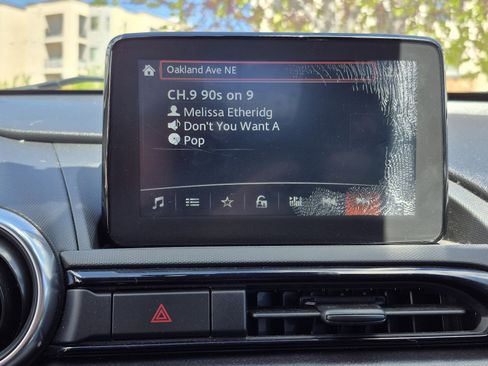 Oakland Ave NE
CH.9 90s on 9
Melissa Etheridg
Don't You Want A
Pop